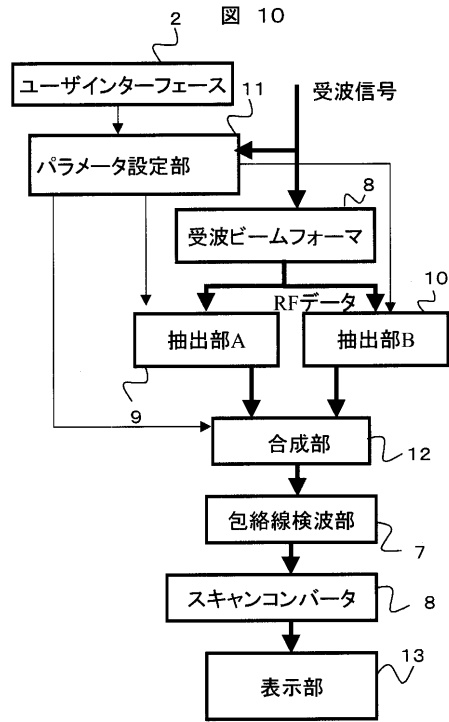 図 10
2
ユーザインターフェース
11
受波信号
パラメータ設定部
8
受波ビームフォーマ
RFデータ
10
抽出部A
抽出部B
9
合成部
12
包絡線検波部
7
スキャンコンバータ
8
13
表示部